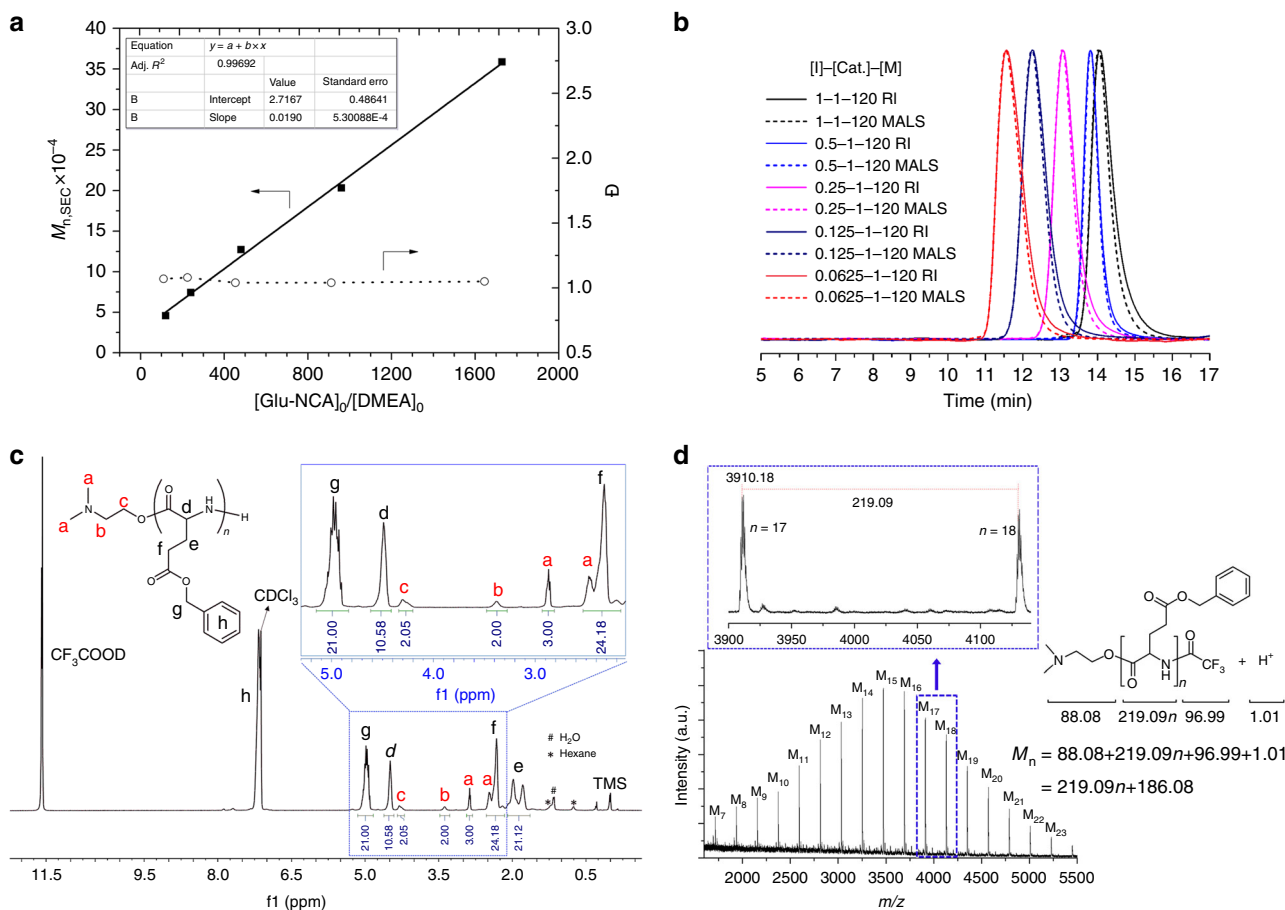 a
Equation y = a + b × x
Adj. R² 0.99692
Value Standard erro
B Intercept 2.7167 0.48641
B Slope 0.0190 5.30088E-4
40
35
30
25
20
15
10
5
0
3.0
2.5
2.0
1.5
1.0
0.5
Mn,SEC×10⁻⁴
Đ
0 400 800 1200 1600 2000
[Glu-NCA]₀/[DMEA]₀
b
[I]–[Cat.]–[M]
1–1–120 RI
1–1–120 MALS
0.5–1–120 RI
0.5–1–120 MALS
0.25–1–120 RI
0.25–1–120 MALS
0.125–1–120 RI
0.125–1–120 MALS
0.0625–1–120 RI
0.0625–1–120 MALS
5 6 7 8 9 10 11 12 13 14 15 16 17
Time (min)
c
a
a
N
b
c
O
O
d
H
N
H
n
f
e
O
O
g
h
CF₃COOD
CDCl₃
h
g
d
c
b
a
a
f
21.00 10.58 2.05 2.00 3.00 24.18
5.0 4.0 3.0
f1 (ppm)
g
d
c
b
a
a
f
e
# H₂O
* Hexane
* #
*
TMS
21.00 10.58 2.05 2.00 3.00 24.18 21.12
11.5 9.5 7.5 5.5 4.5 3.5 2.5 1.5 0.5
f1 (ppm)
d
3910.18
219.09
n = 17
n = 18
3900 3950 4000 4050 4100
M₇
M₈
M₉
M₁₀
M₁₁
M₁₂
M₁₃
M₁₄
M₁₅
M₁₆
M₁₇
M₁₈
M₁₉
M₂₀
M₂₁
M₂₂
M₂₃
Intensity (a.u.)
2000 2500 3000 3500 4000 4500 5000 5500
m/z
O
O
N
O
O
N
H
n
O
CF₃ + H⁺
88.08 219.09n 96.99 1.01
Mn = 88.08+219.09n+96.99+1.01
= 219.09n+186.08